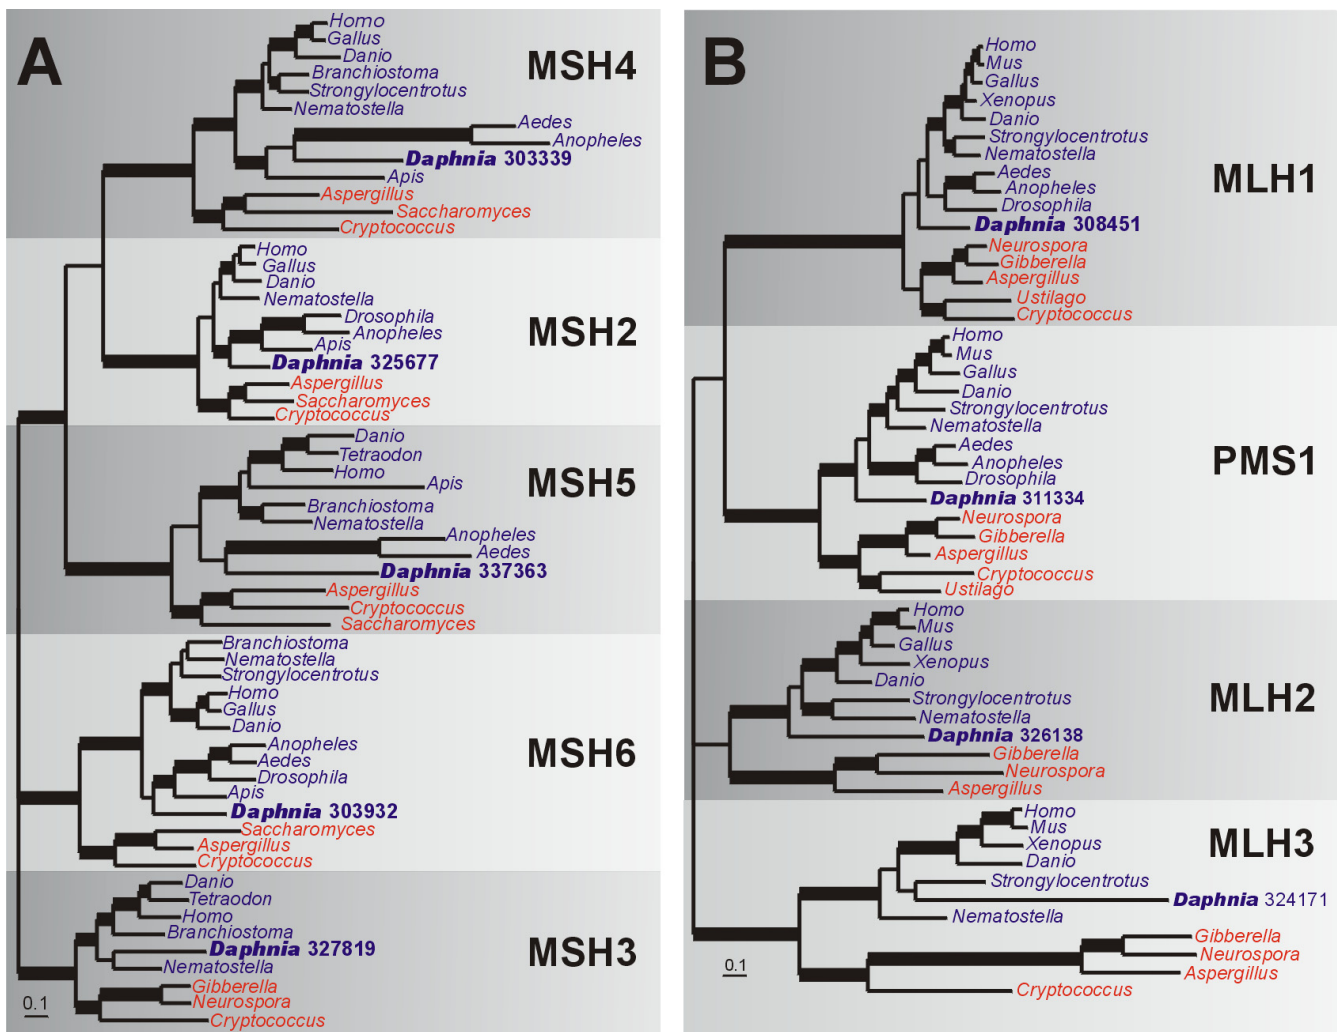 A
MSH4
Homo
Gallus
Danio
Branchiostoma
Strongylocentrotus
Nematostella
Aedes
Anopheles
Daphnia 303339
Apis
Aspergillus
Saccharomyces
Cryptococcus
MSH2
Homo
Gallus
Danio
Nematostella
Drosophila
Anopheles
Apis
Daphnia 325677
Aspergillus
Saccharomyces
Cryptococcus
MSH5
Danio
Tetraodon
Homo
Apis
Branchiostoma
Nematostella
Anopheles
Aedes
Daphnia 337363
Aspergillus
Cryptococcus
Saccharomyces
MSH6
Branchiostoma
Nematostella
Strongylocentrotus
Homo
Gallus
Danio
Anopheles
Aedes
Drosophila
Apis
Daphnia 303932
Saccharomyces
Aspergillus
Cryptococcus
MSH3
Danio
Tetraodon
Homo
Branchiostoma
Daphnia 327819
Nematostella
Gibberella
Neurospora
Cryptococcus
0.1
B
MLH1
Homo
Mus
Gallus
Xenopus
Danio
Strongylocentrotus
Nematostella
Aedes
Anopheles
Drosophila
Daphnia 308451
Neurospora
Gibberella
Aspergillus
Ustilago
Cryptococcus
PMS1
Homo
Mus
Gallus
Danio
Strongylocentrotus
Nematostella
Aedes
Anopheles
Drosophila
Daphnia 311334
Neurospora
Gibberella
Aspergillus
Cryptococcus
Ustilago
MLH2
Homo
Mus
Gallus
Xenopus
Danio
Strongylocentrotus
Nematostella
Daphnia 326138
Gibberella
Neurospora
Aspergillus
MLH3
Homo
Mus
Xenopus
Danio
Strongylocentrotus
Daphnia 324171
Nematostella
Gibberella
Neurospora
Aspergillus
Cryptococcus
0.1